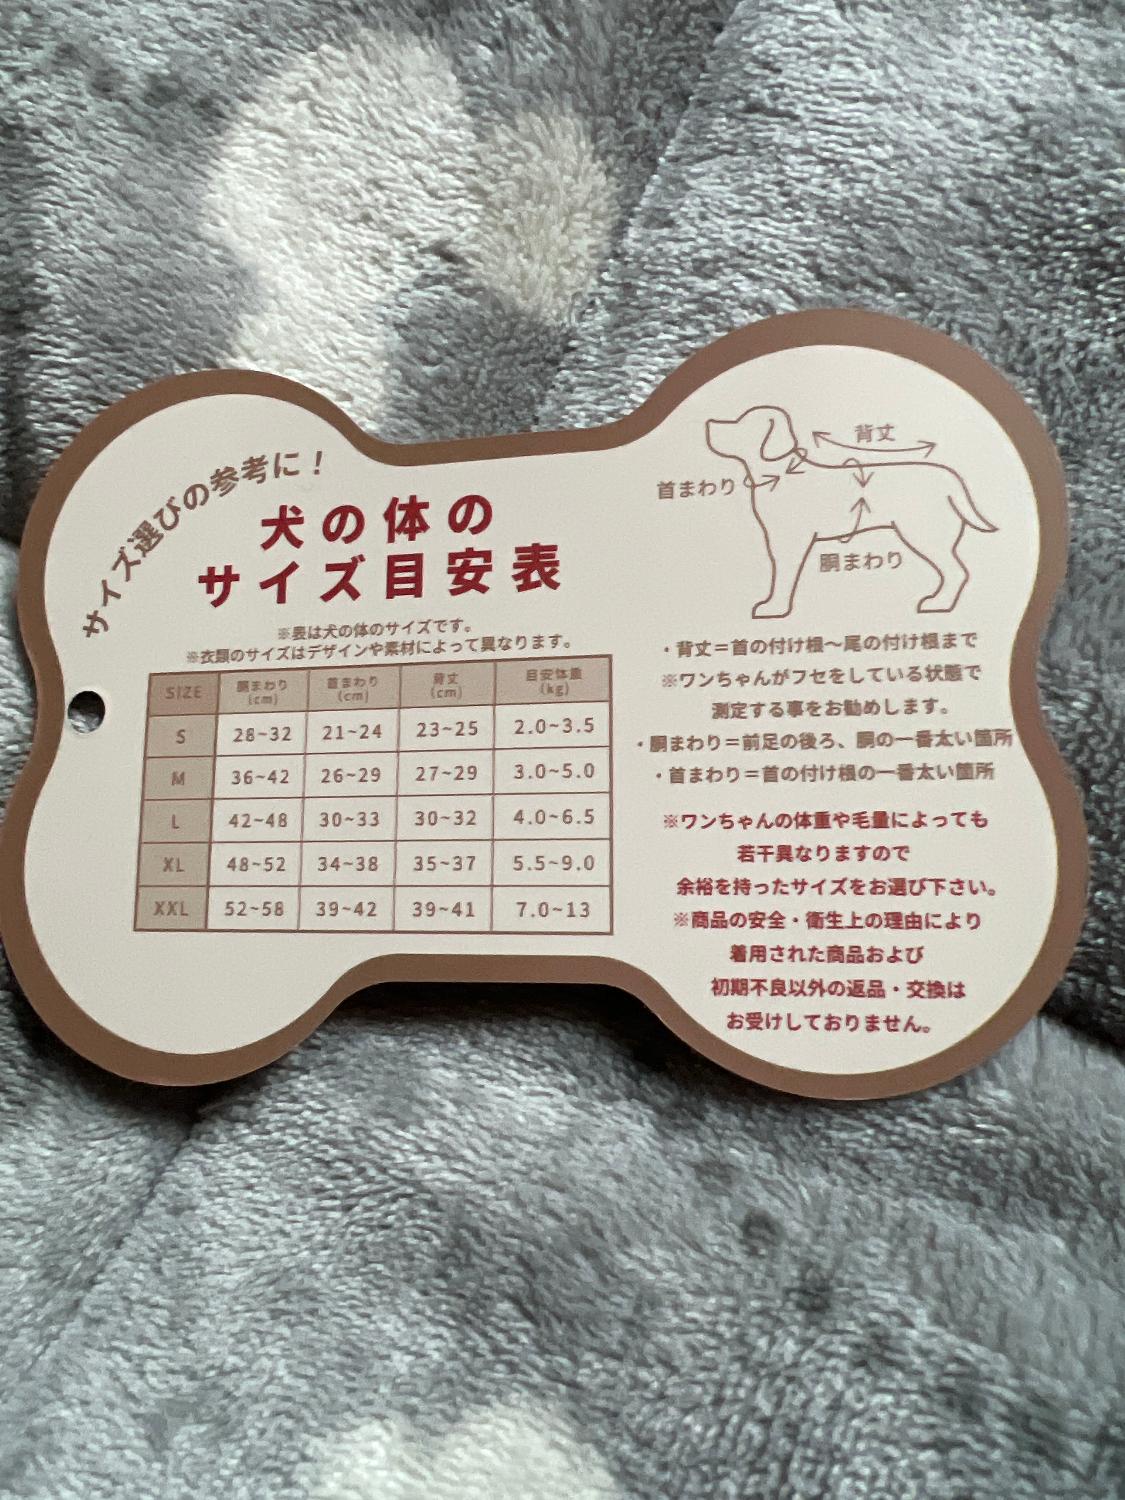 サイズ選びの参考に！
犬の体の
サイズ目安表
※表は犬の体のサイズです。
※衣類のサイズはデザインや素材によって異なります。
SIZE 胴まわり(cm) 首まわり(cm) 背丈(cm) 目安体重(kg)
S 28~32 21~24 23~25 2.0~3.5
M 36~42 26~29 27~29 3.0~5.0
L 42~48 30~33 30~32 4.0~6.5
XL 48~52 34~38 35~37 5.5~9.0
XXL 52~58 39~42 39~41 7.0~13
背丈
首まわり
胴まわり
・背丈＝首の付け根〜尾の付け根まで
※ワンちゃんがフセをしている状態で
測定する事をお勧めします。
・胴まわり＝前足の後ろ、胴の一番太い箇所
・首まわり＝首の付け根の一番太い箇所
※ワンちゃんの体重や毛量によっても
若干異なりますので
余裕を持ったサイズをお選び下さい。
※商品の安全・衛生上の理由により
着用された商品および
初期不良以外の返品・交換は
お受けしておりません。